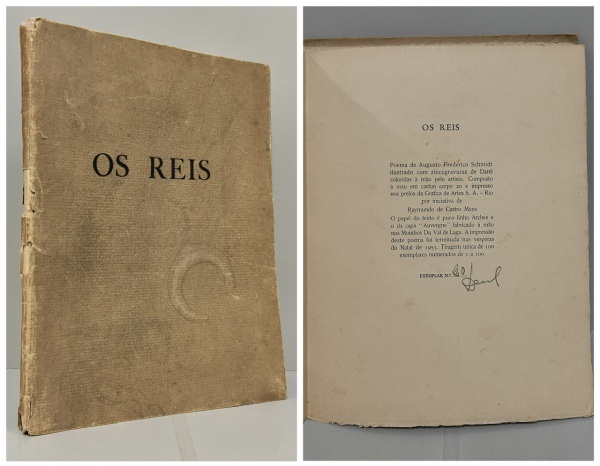 OS REIS
OS REIS
Poema de Augusto Frederico Schmidt
ilustrado com zincogravuras de Darel
coloridas à mão pelo artista. Composto
à mão em caslon corpo 20 e impresso
nos prelos da Gráfica de Artes S. A. – Rio
por iniciativa de
Raymundo de Castro Maya
O papel do texto é puro linho Arches e
o da capa "Auvergne" fabricado à mão
nos Moinhos Du Val de Laga. A impressão
deste poema foi terminada nas vesperas
do Natal de 1953. Tiragem única de 100
exemplares numerados de 1 a 100.
EXEMPLAR N.º